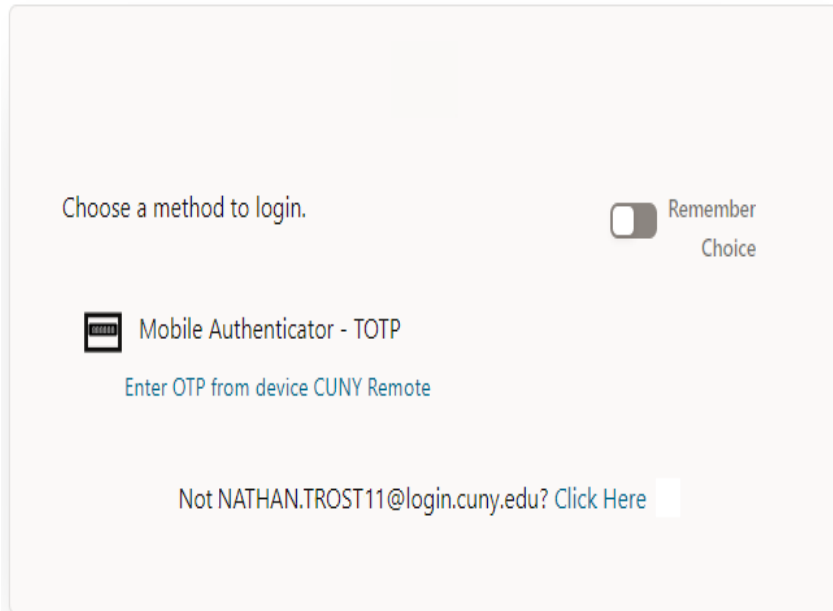 Choose a method to login.
Remember
Choice
Mobile Authenticator - TOTP
Enter OTP from device CUNY Remote
Not NATHAN.TROST11@login.cuny.edu? Click Here